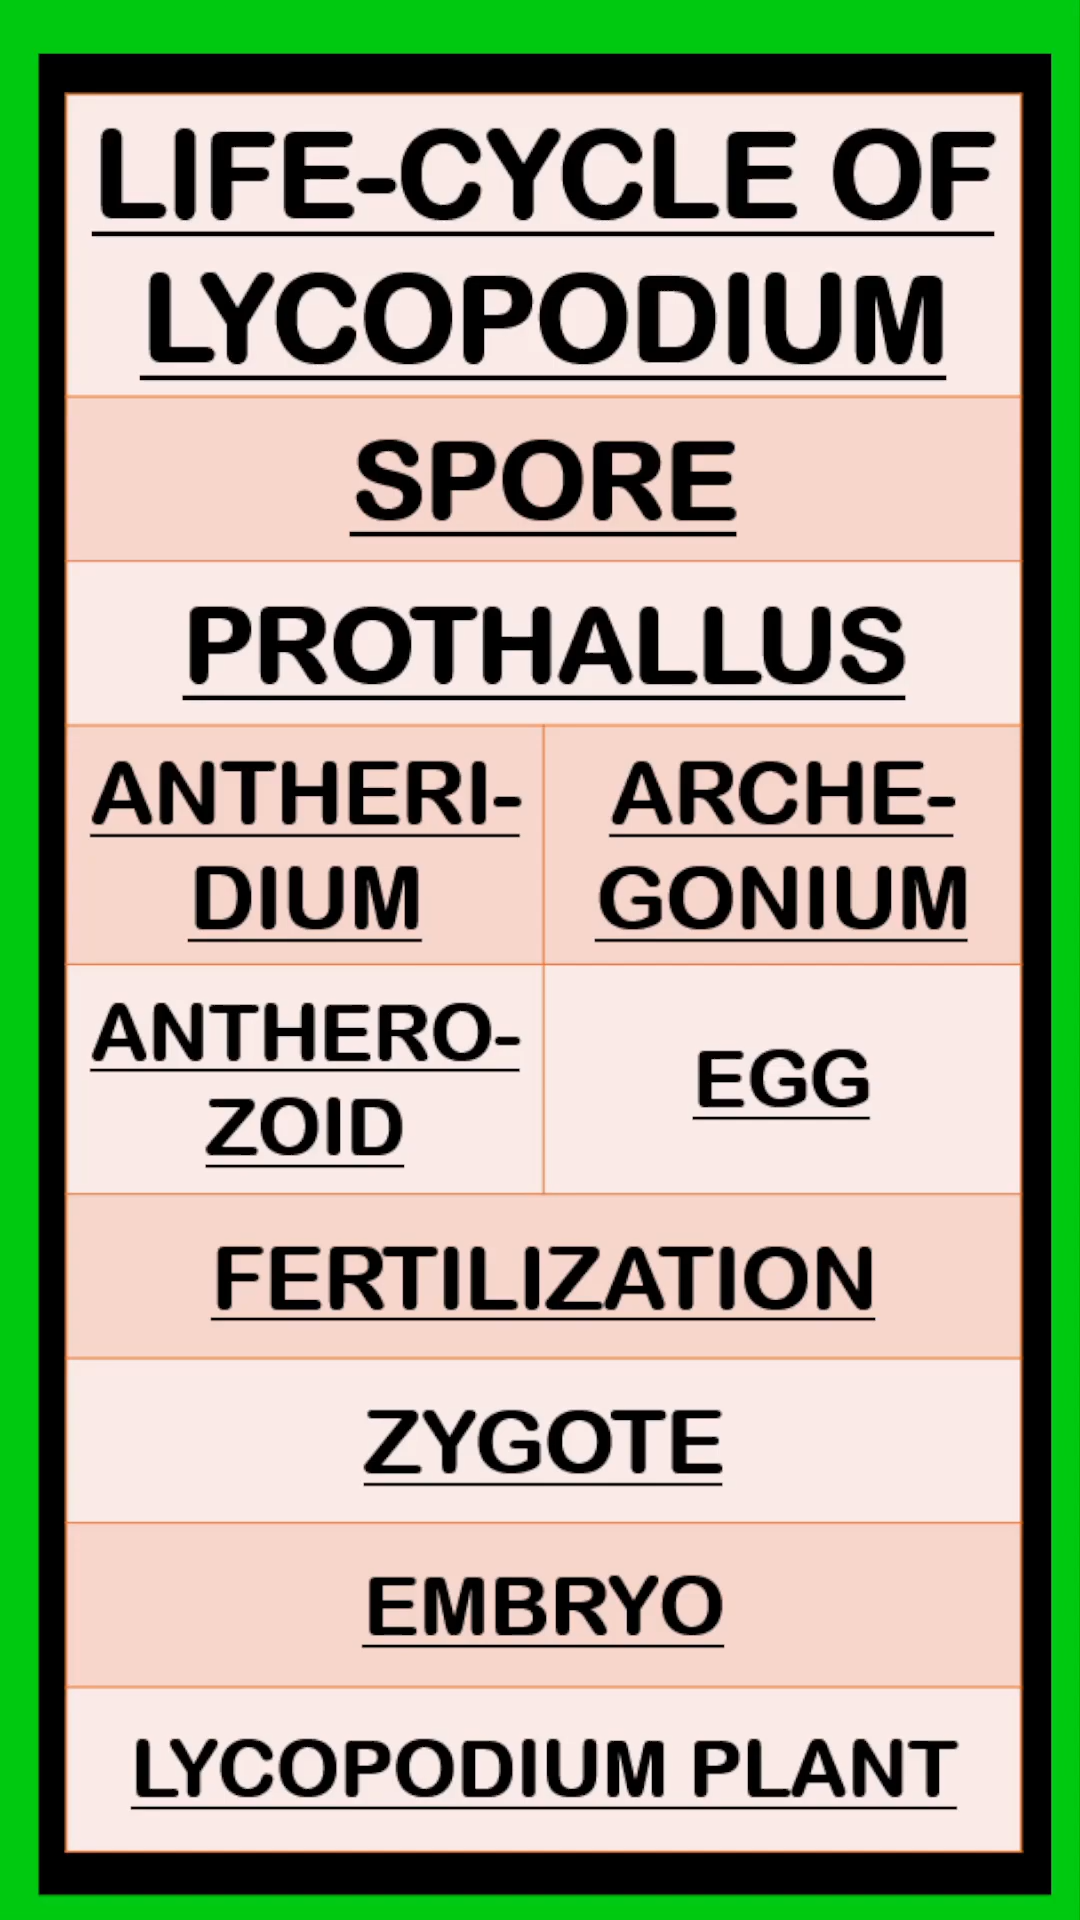 LIFE-CYCLE OF
LYCOPODIUM
SPORE
PROTHALLUS
ANTHERI-
DIUM
ARCHE-
GONIUM
ANTHERO-
ZOID
EGG
FERTILIZATION
ZYGOTE
EMBRYO
LYCOPODIUM PLANT